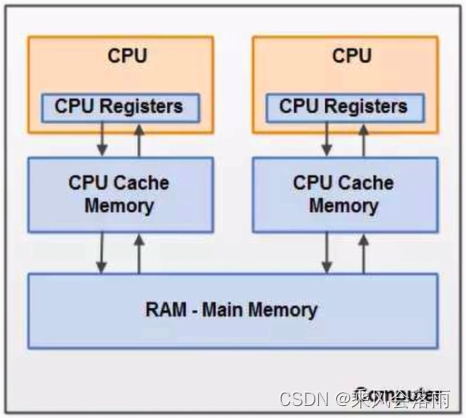 CPU
CPU
CPU Registers
CPU Registers
CPU Cache
Memory
CPU Cache
Memory
RAM - Main Memory
Computer
CSDN @乘风去落雨